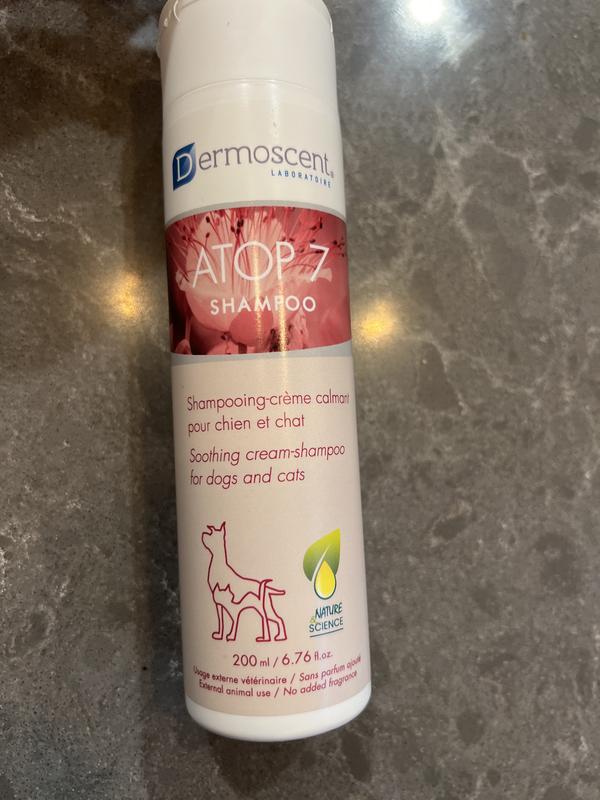 Dermoscent®
LABORATOIRE
ATOP 7
SHAMPOO
Shampooing-crème calmant
pour chien et chat
Soothing cream-shampoo
for dogs and cats
NATURE
& SCIENCE
200 ml / 6.76 fl.oz.
Usage externe vétérinaire / Sans parfum ajouté
External animal use / No added fragrance